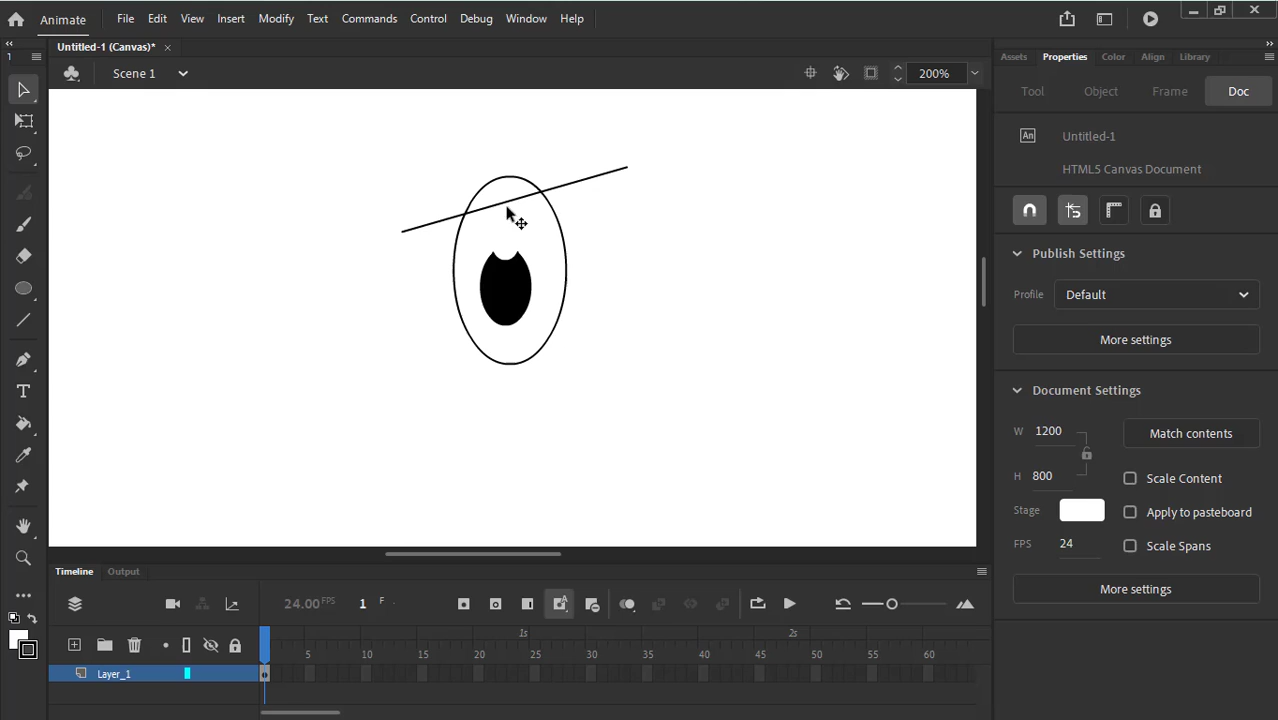 Animate File Edit View Insert Modify Text Commands Control Debug Window Help
Untitled-1 (Canvas)*
1
Scene 1
200%
Assets Properties Color Align Library
Tool Object Frame Doc
An Untitled-1
HTML5 Canvas Document
Publish Settings
Profile Default
More settings
Document Settings
W 1200 Match contents
H 800 Scale Content
Stage Apply to pasteboard
FPS 24 Scale Spans
More settings
Timeline Output
24.00 FPS 1 F
1s 2s
5 10 15 20 25 30 35 40 45 50 55 60
Layer_1